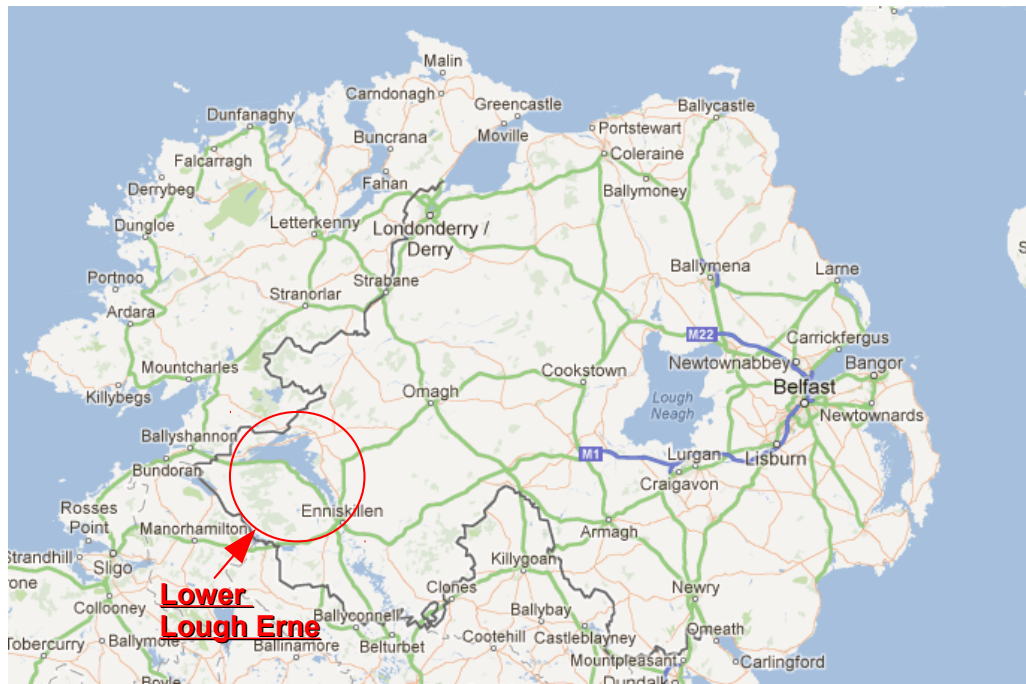 Malin
Carndonagh
Greencastle
Ballycastle
Dunfanaghy
Buncrana
Moville
Portstewart
Falcarragh
Coleraine
Derrybeg
Fahan
Ballymoney
Dungloe
Letterkenny
Londonderry /
Derry
Portnoo
Strabane
Ballymena
Larne
Stranorlar
Ardara
M22
Carrickfergus
Mountcharles
Newtownabbey
Bangor
Killybegs
Omagh
Cookstown
Belfast
Lough
Neagh
Newtownards
Ballyshannon
Bundoran
M1
Lurgan
Lisburn
Craigavon
Rosses
Point
Enniskillen
Manorhamilton
Armagh
Strandhill
Sligo
Killygoan
rone
Lower
Lough Erne
Collooney
Clones
Newry
Ballyconnell
Ballybay
Tobercurry
Ballymote
Ballinamore
Belturbet
Cootehill
Castleblayney
Omeath
Mountpleasant
Carlingford
Boyle
Dundalk
S